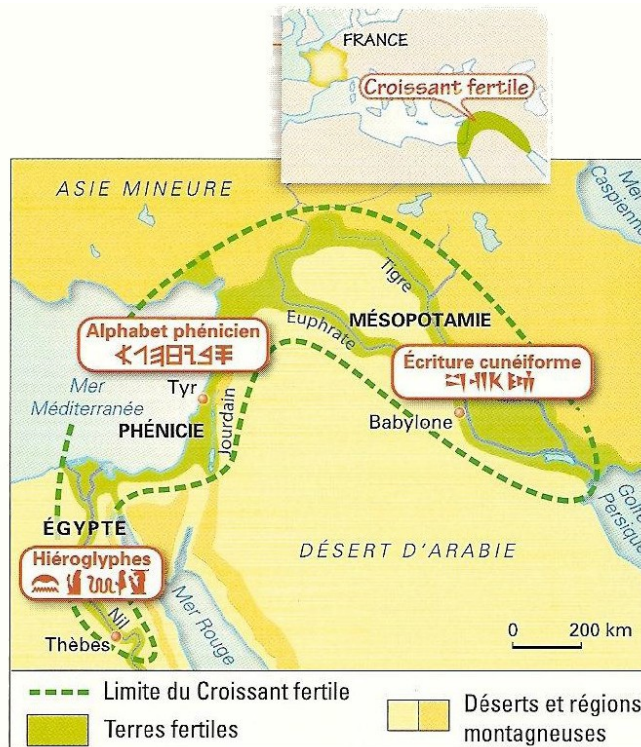 FRANCE
Croissant fertile
ASIE MINEURE
Mer
Caspienne
Tigre
MÉSOPOTAMIE
Euphrate
Alphabet phénicien
Écriture cunéiforme
Mer
Méditerranée
Tyr
PHÉNICIE
Jourdain
Babylone
Golfe
Persique
ÉGYPTE
Hiéroglyphes
DÉSERT D'ARABIE
Mer Rouge
Nil
Thèbes
0 200 km
Limite du Croissant fertile
Terres fertiles
Déserts et régions
montagneuses